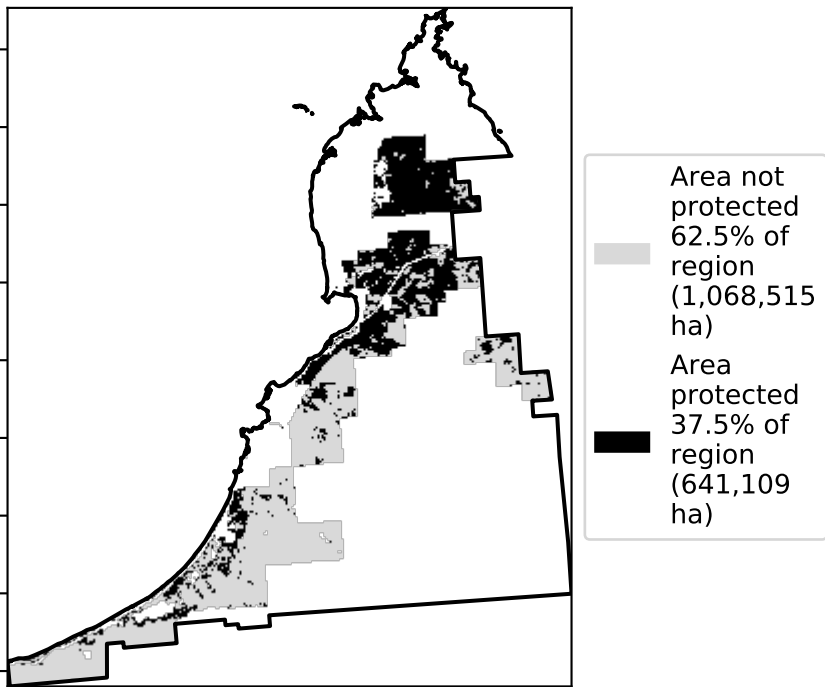 Area not
protected
62.5% of
region
(1,068,515
ha)
Area
protected
37.5% of
region
(641,109
ha)